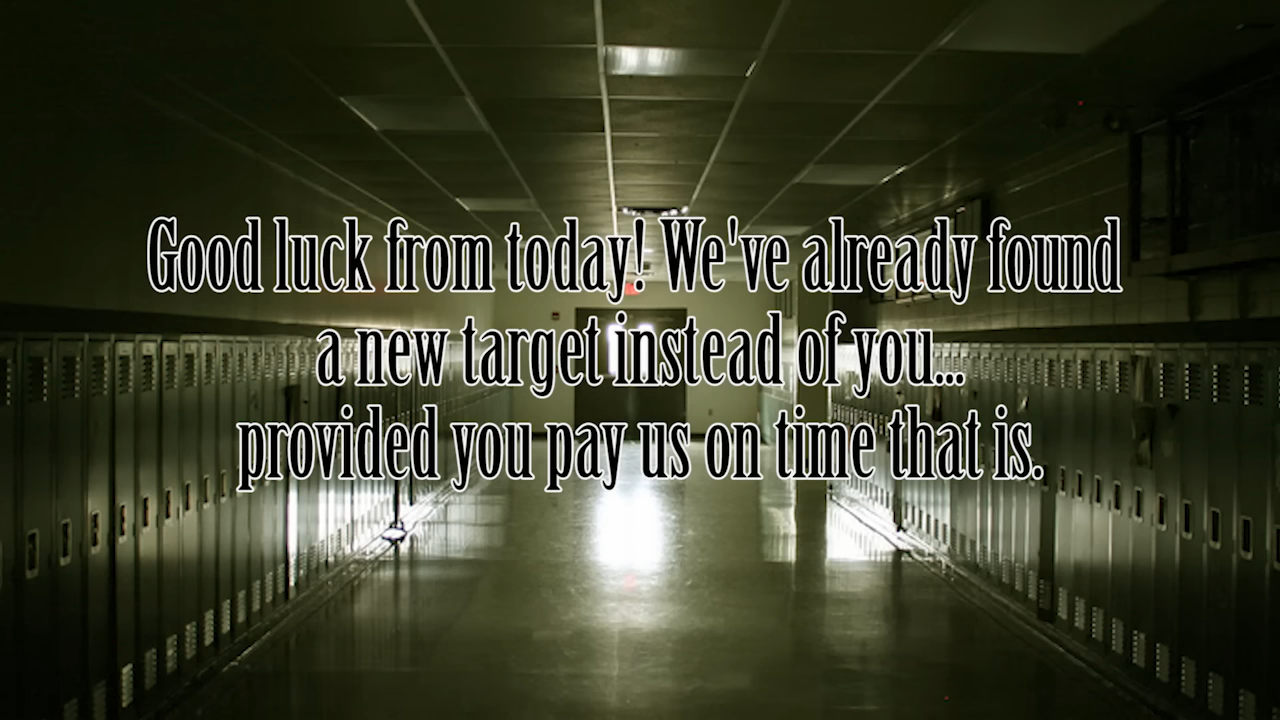 Good luck from today! We've already found
a new target instead of you...
provided you pay us on time that is.